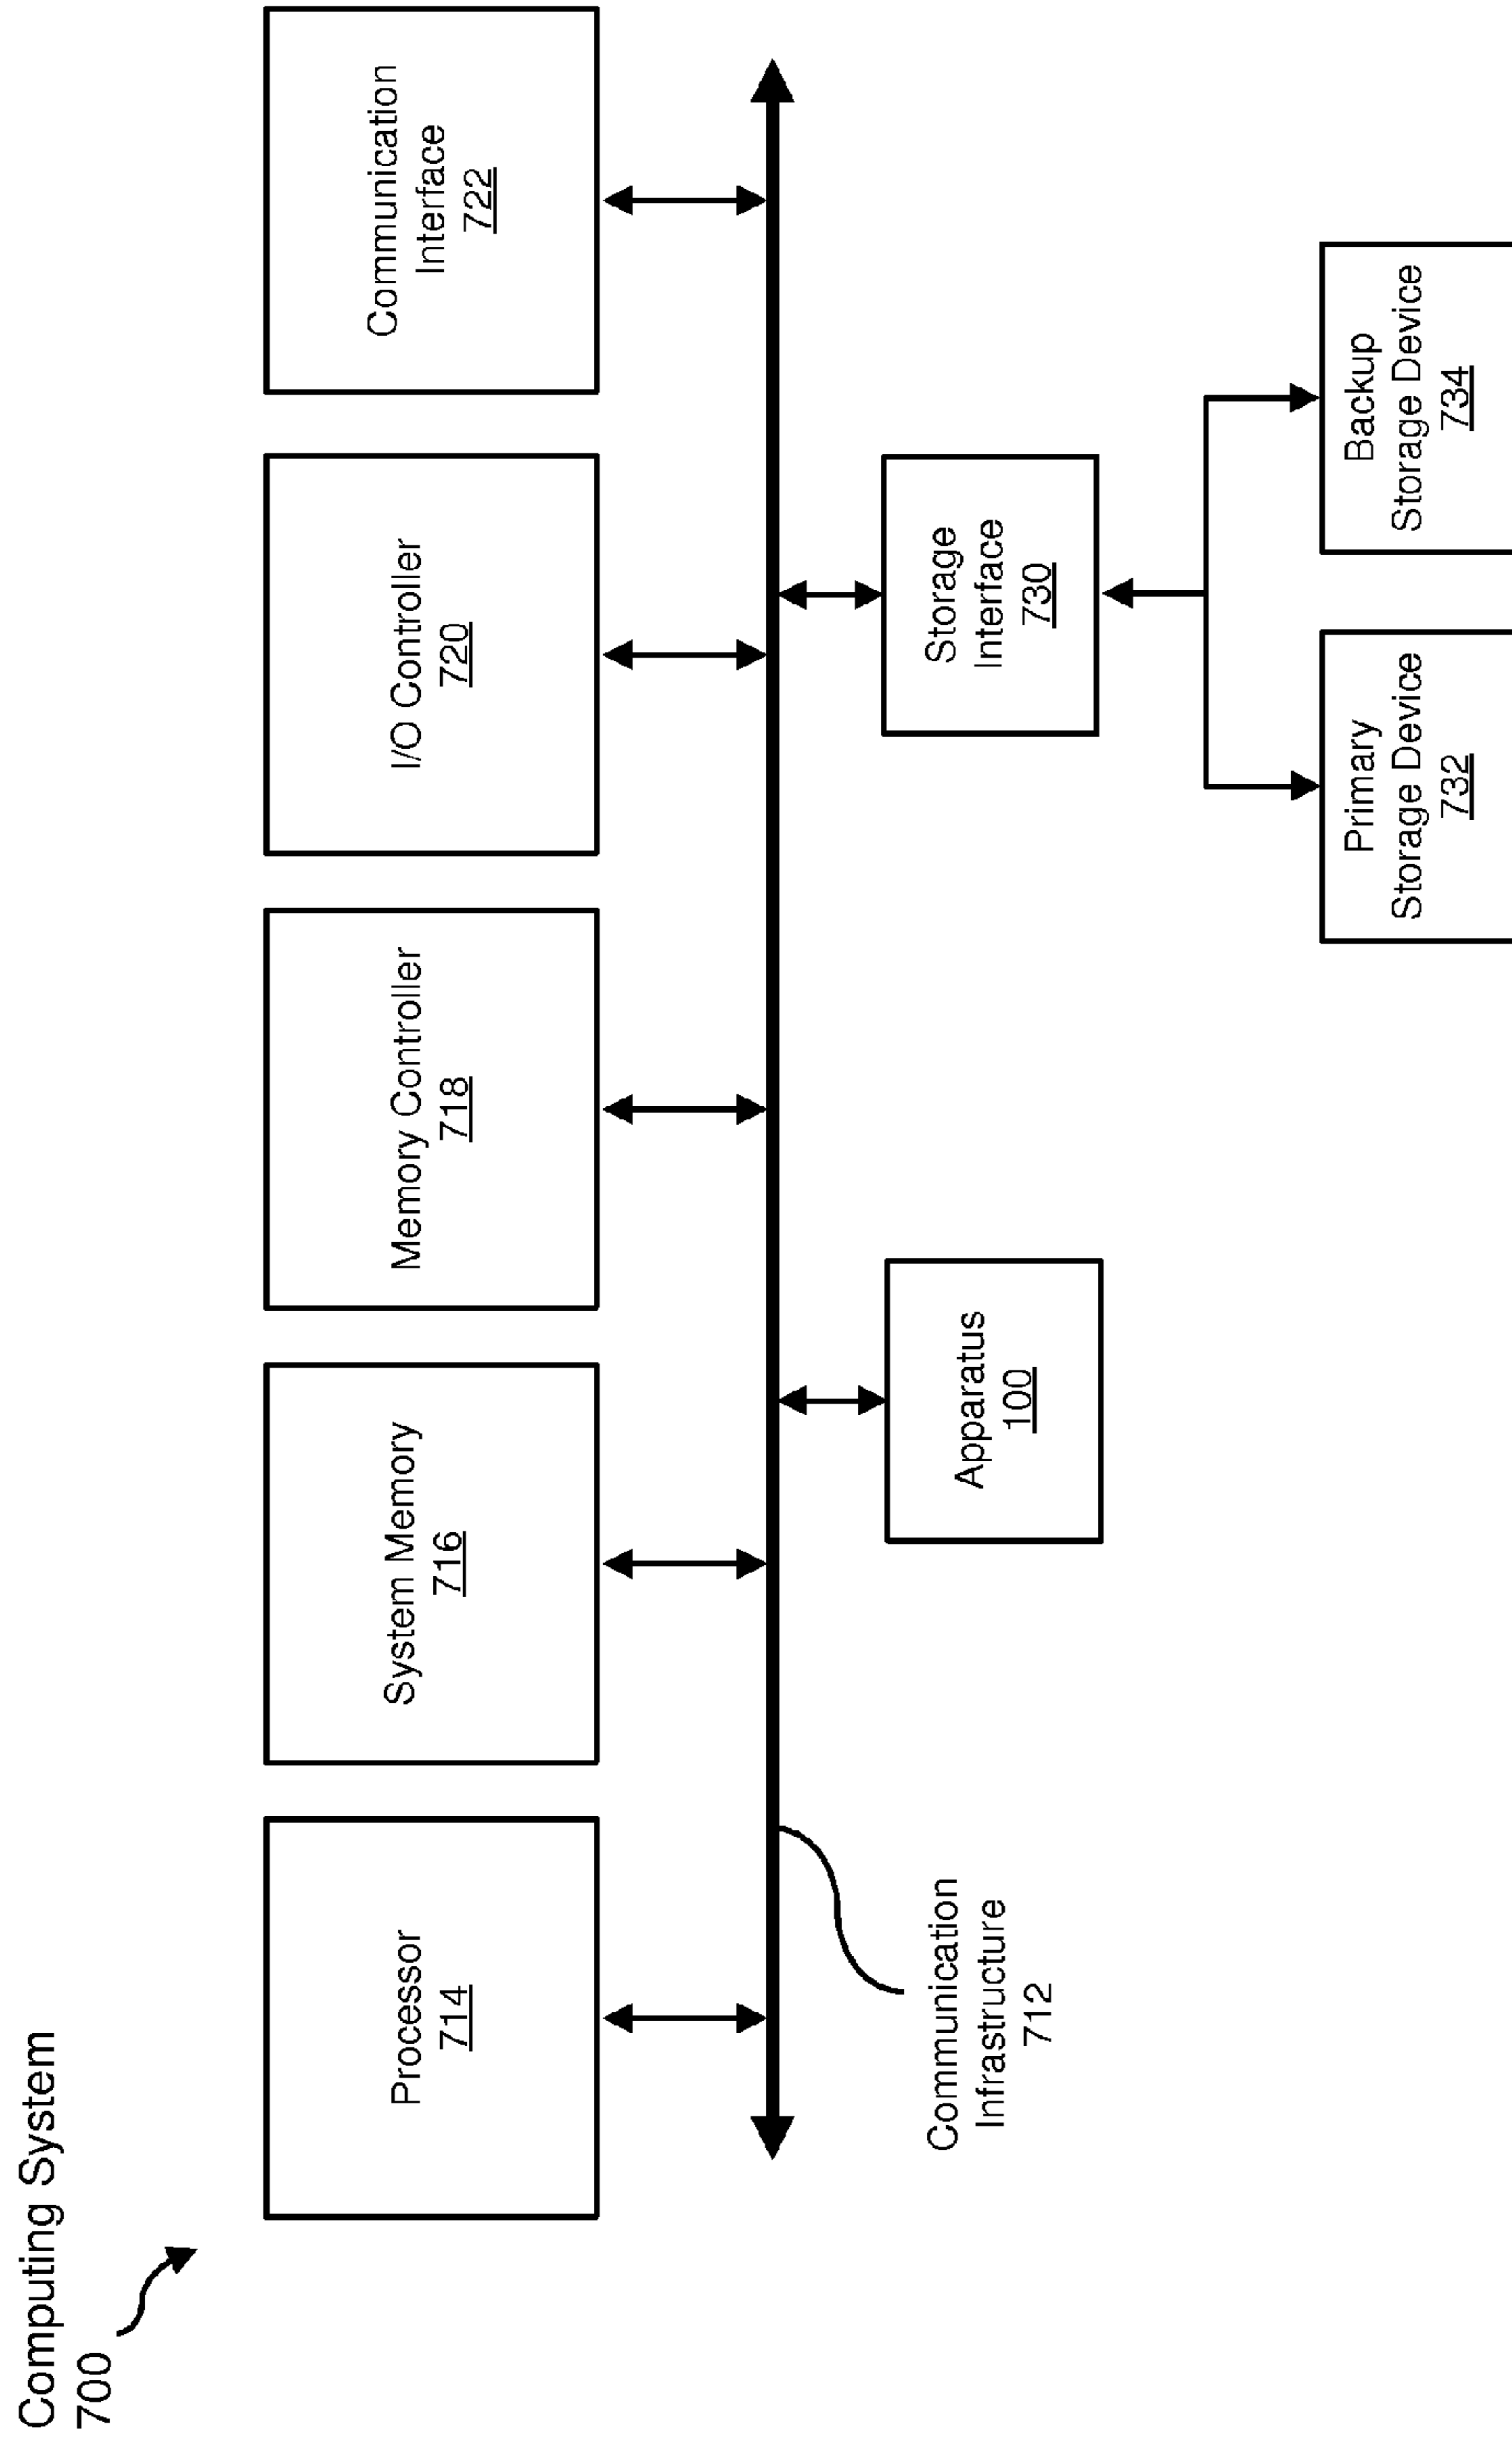 Computing System
700
Processor
714
System Memory
716
Memory Controller
718
I/O Controller
720
Communication
Interface
722
Communication
Infrastructure
712
Apparatus
100
Storage
Interface
730
Primary
Storage Device
732
Backup
Storage Device
734